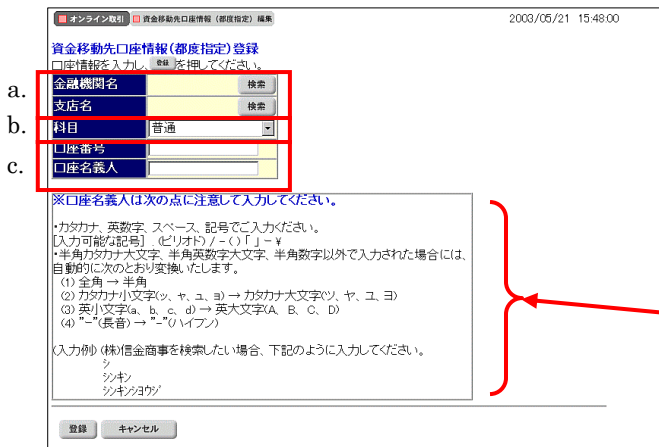 オンライン取引 資金移動先口座情報（都度指定）編集 2003/05/21 15:48:00
資金移動先口座情報(都度指定)登録
口座情報を入力し、登録を押してください。
a.
金融機関名 検索
支店名 検索
b.
科目 普通
口座番号
c.
口座名義人
※口座名義人は次の点に注意して入力してください。
・カタカナ、英数字、スペース、記号でご入力ください。
[入力可能な記号] .(ピリオド) / - ( ) 「 」 - ¥
・半角カタカナ大文字、半角英数字大文字、半角数字以外で入力された場合には、
自動的に次のとおり変換いたします。
(1) 全角 → 半角
(2) カタカナ小文字(ッ、ャ、ュ、ョ) → カタカナ大文字(ツ、ヤ、ユ、ヨ)
(3) 英小文字(a、b、c、d) → 英大文字(A、B、C、D)
(4) "ｰ"(長音) → "-"(ハイフン)
(入力例) (株)信金商事を検索したい場合、下記のように入力してください。
ｼ
ｼﾝｷﾝ
ｼﾝｷﾝｼﾖｳｼﾞ
登録 キャンセル